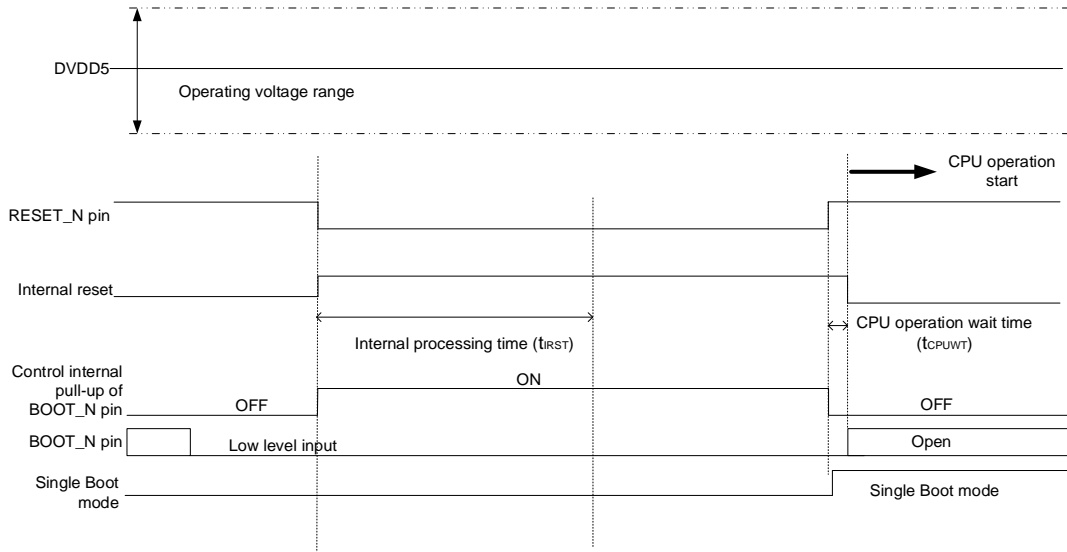 DVDD5
Operating voltage range
CPU operation
start
RESET_N pin
Internal reset
CPU operation wait time
(tCPUWT)
Internal processing time (tIRST)
Control internal
pull-up of
BOOT_N pin
OFF
ON
OFF
BOOT_N pin
Low level input
Open
Single Boot
mode
Single Boot mode